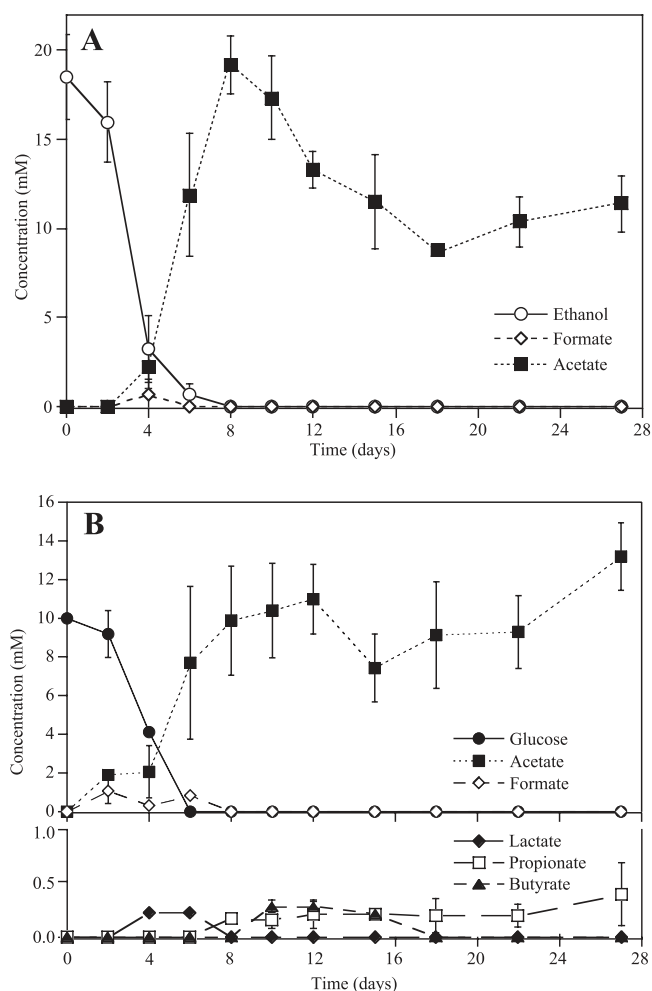 A
20
15
10
5
0
Concentration (mM)
Ethanol
Formate
Acetate
0 4 8 12 16 20 24 28
Time (days)
B
16
14
12
10
8
6
4
2
0
Concentration (mM)
Glucose
Acetate
Formate
1.0
0.5
0.0
Lactate
Propionate
Butyrate
0 4 8 12 16 20 24 28
Time (days)